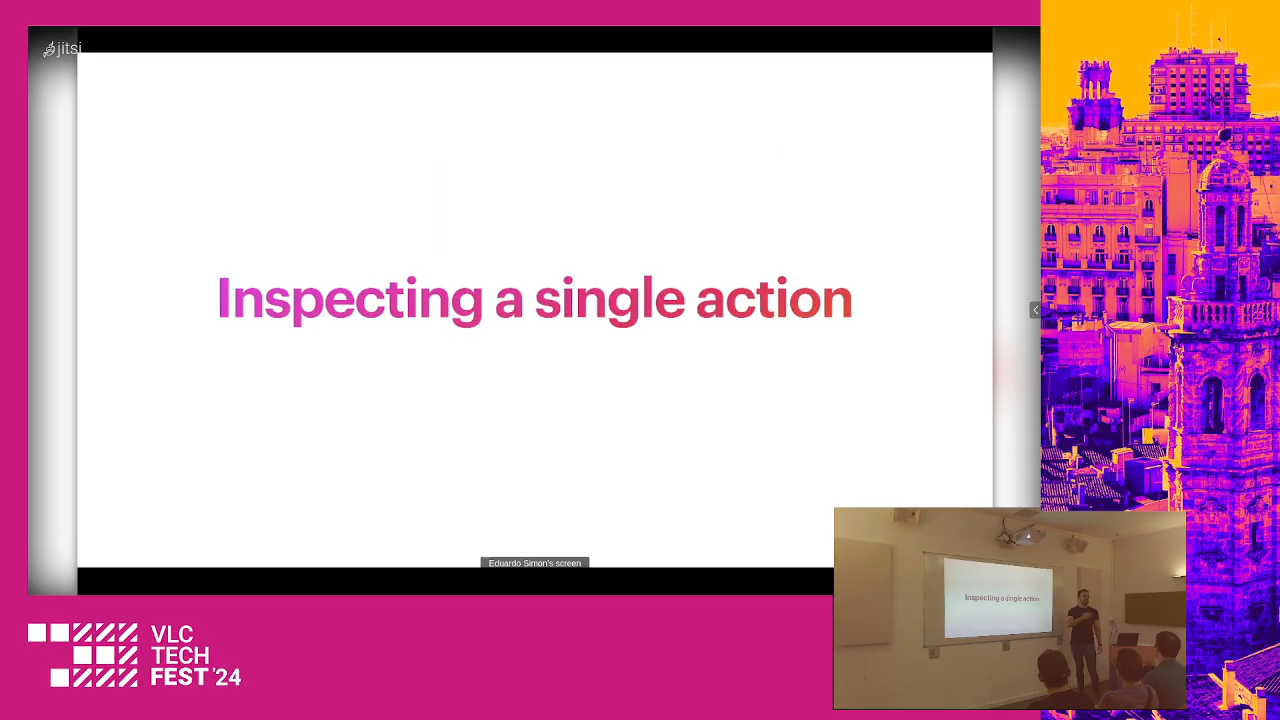 jitsi
Inspecting a single action
Eduardo Simon's screen
Inspecting a single action
VLC
TECH
FEST '24